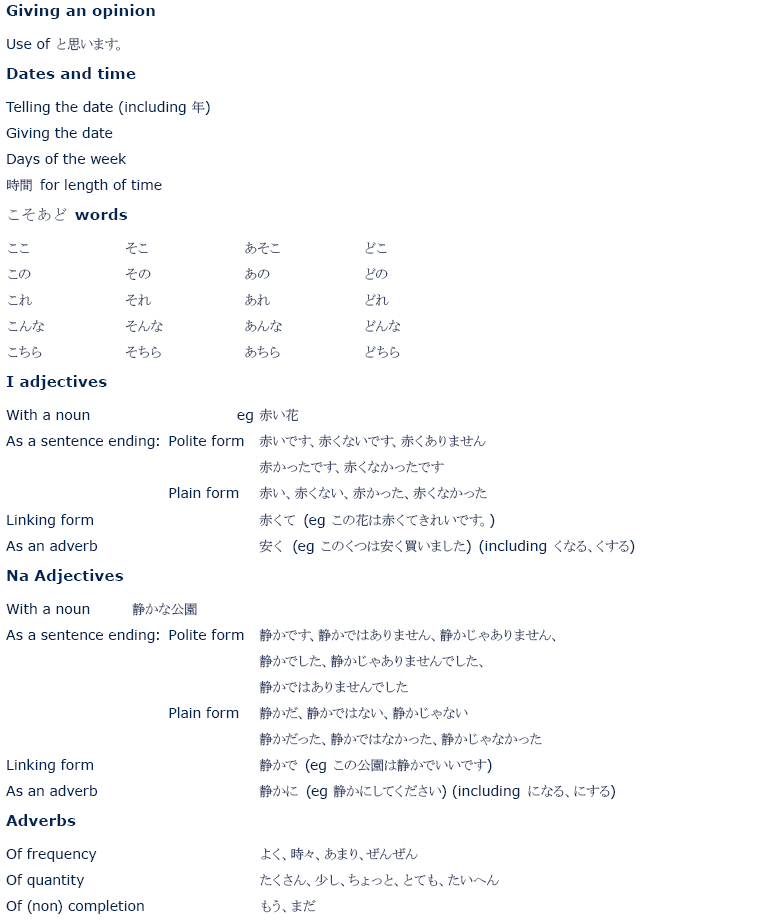 Giving an opinion
Use of と思います。
Dates and time
Telling the date (including 年)
Giving the date
Days of the week
時間 for length of time
こそあど words
ここ そこ あそこ どこ
この その あの どの
これ それ あれ どれ
こんな そんな あんな どんな
こちら そちら あちら どちら
I adjectives
With a noun eg 赤い花
As a sentence ending: Polite form 赤いです、赤くないです、赤くありません
赤かったです、赤くなかったです
Plain form 赤い、赤くない、赤かった、赤くなかった
Linking form 赤くて (eg この花は赤くてきれいです。)
As an adverb 安く (eg このくつは安く買いました) (including くなる、くする)
Na Adjectives
With a noun 静かな公園
As a sentence ending: Polite form 静かです、静かではありません、静かじゃありません、
静かでした、静かじゃありませんでした、
静かではありませんでした
Plain form 静かだ、静かではない、静かじゃない
静かだった、静かではなかった、静かじゃなかった
Linking form 静かで (eg この公園は静かでいいです)
As an adverb 静かに (eg 静かにしてください) (including になる、にする)
Adverbs
Of frequency よく、時々、あまり、ぜんぜん
Of quantity たくさん、少し、ちょっと、とても、たいへん
Of (non) completion もう、まだ